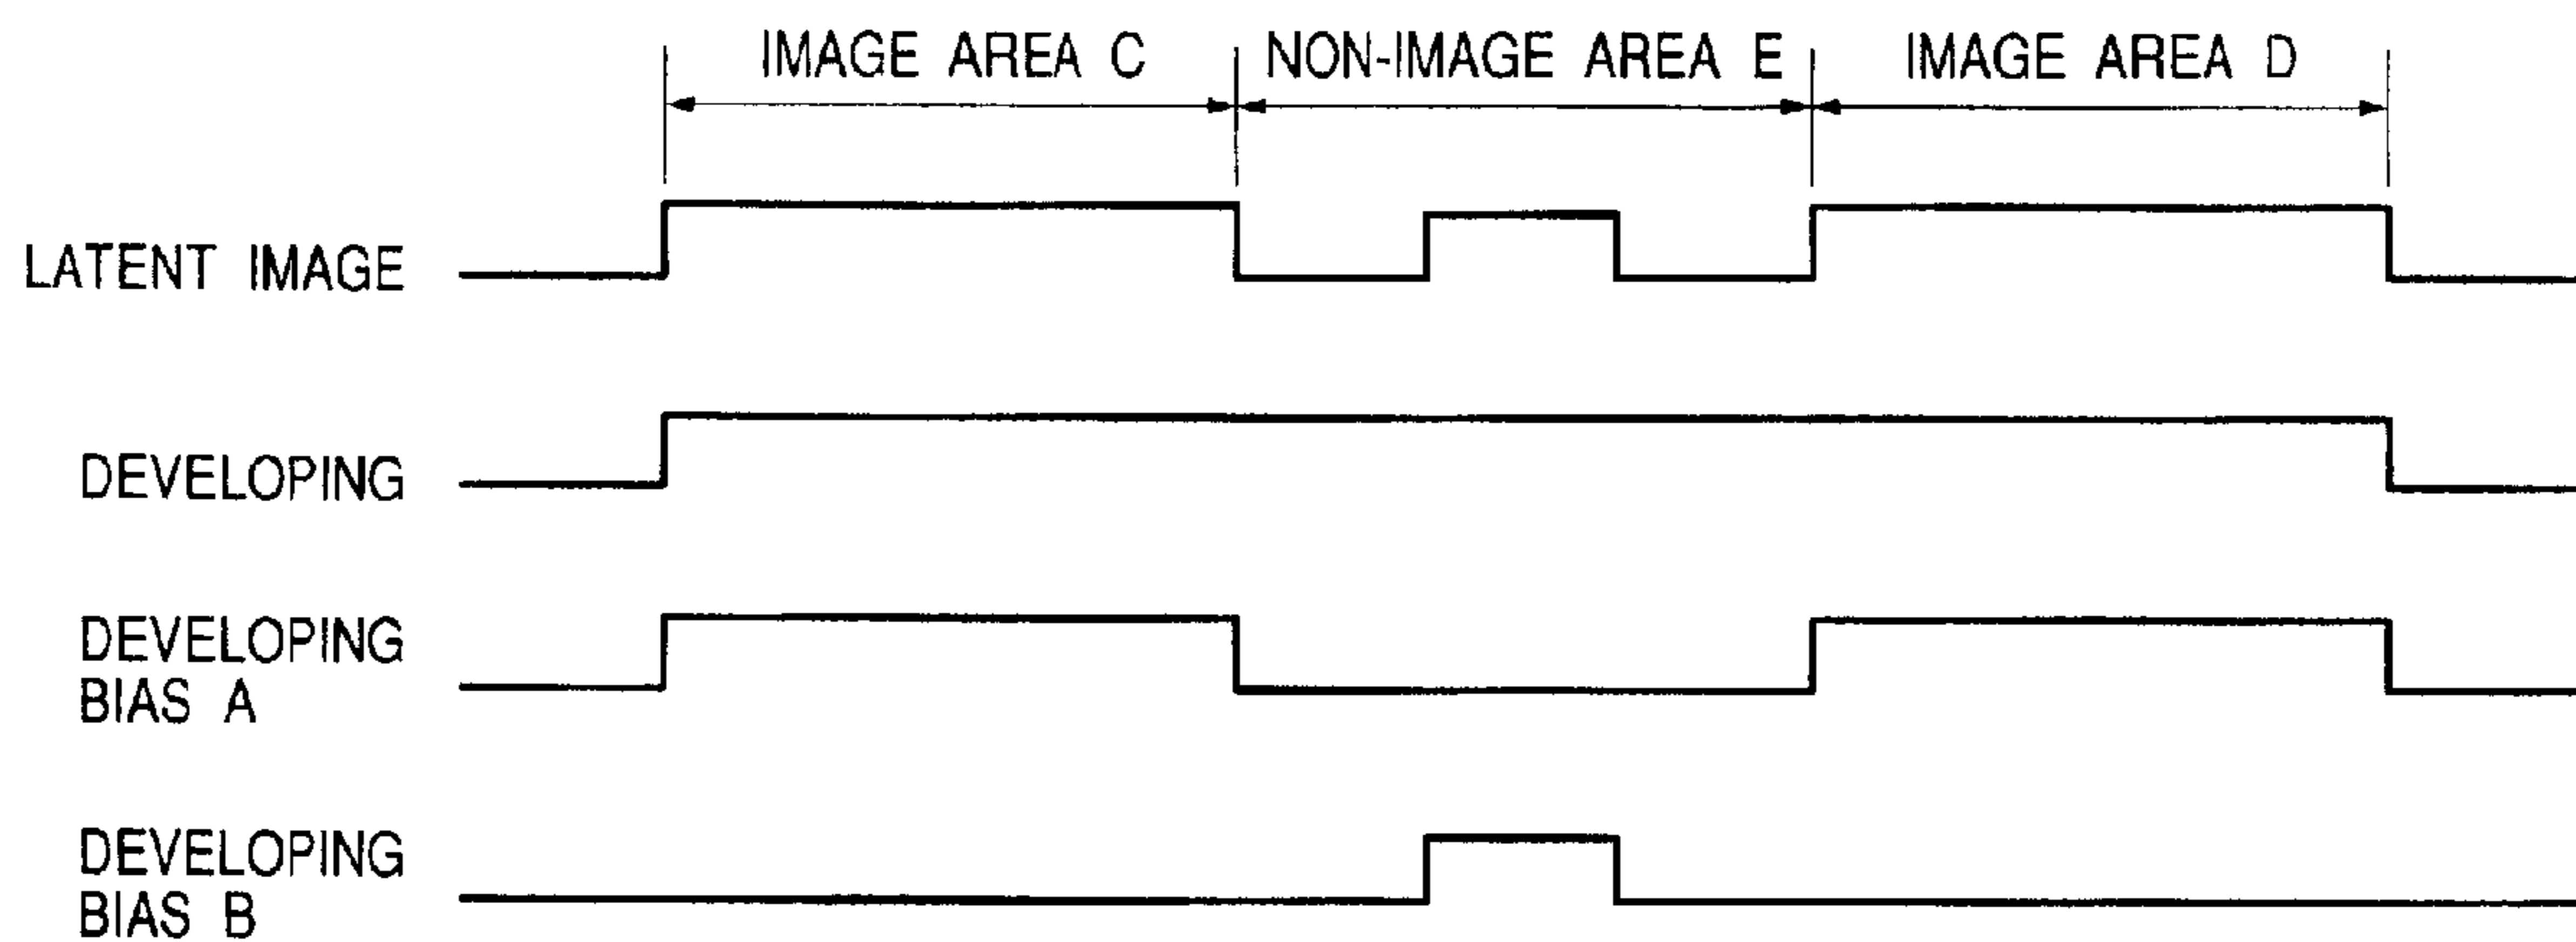 IMAGE AREA C NON-IMAGE AREA E IMAGE AREA D
LATENT IMAGE
DEVELOPING
DEVELOPING
BIAS A
DEVELOPING
BIAS B